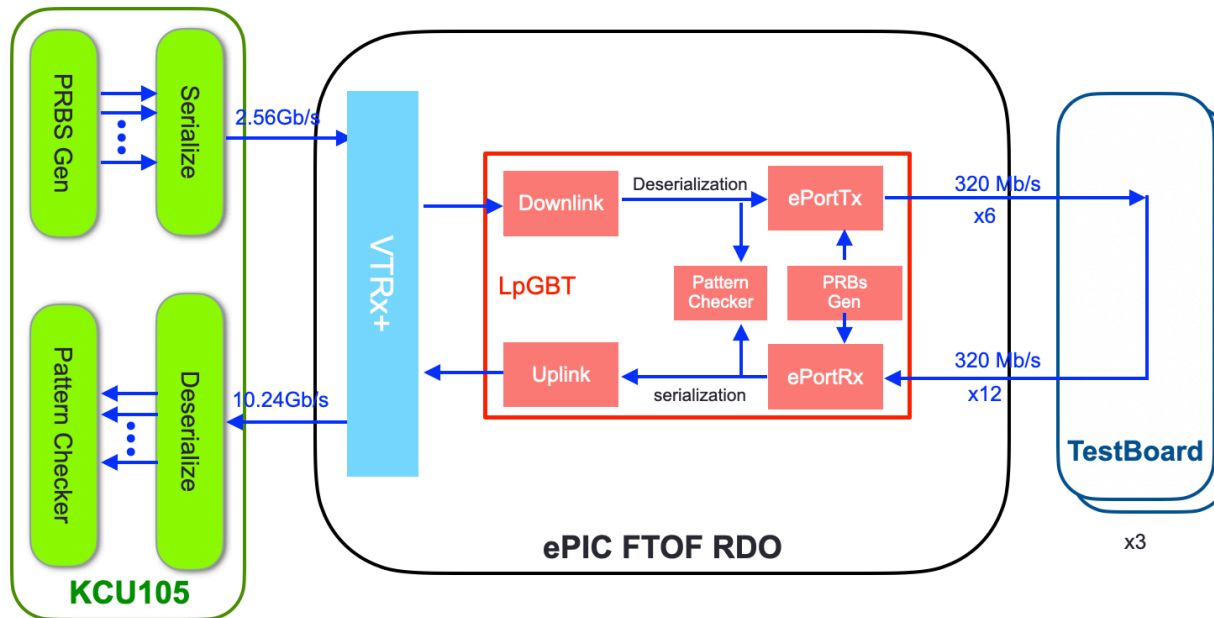 PRBS Gen
Serialize
2.56Gb/s
Pattern Checker
Deserialize
10.24Gb/s
KCU105
VTRx+
Downlink
Deserialization
ePortTx
LpGBT
Pattern
Checker
PRBs
Gen
Uplink
serialization
ePortRx
ePIC FTOF RDO
320 Mb/s
x6
320 Mb/s
x12
TestBoard
x3